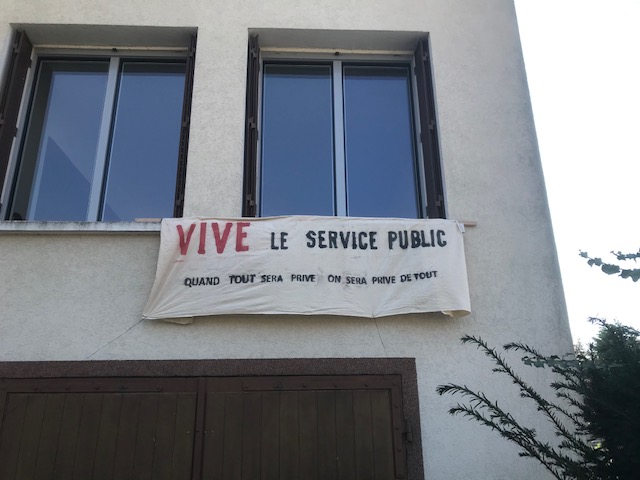 VIVE LE SERVICE PUBLIC
QUAND TOUT SERA PRIVE ON SERA PRIVE DE TOUT